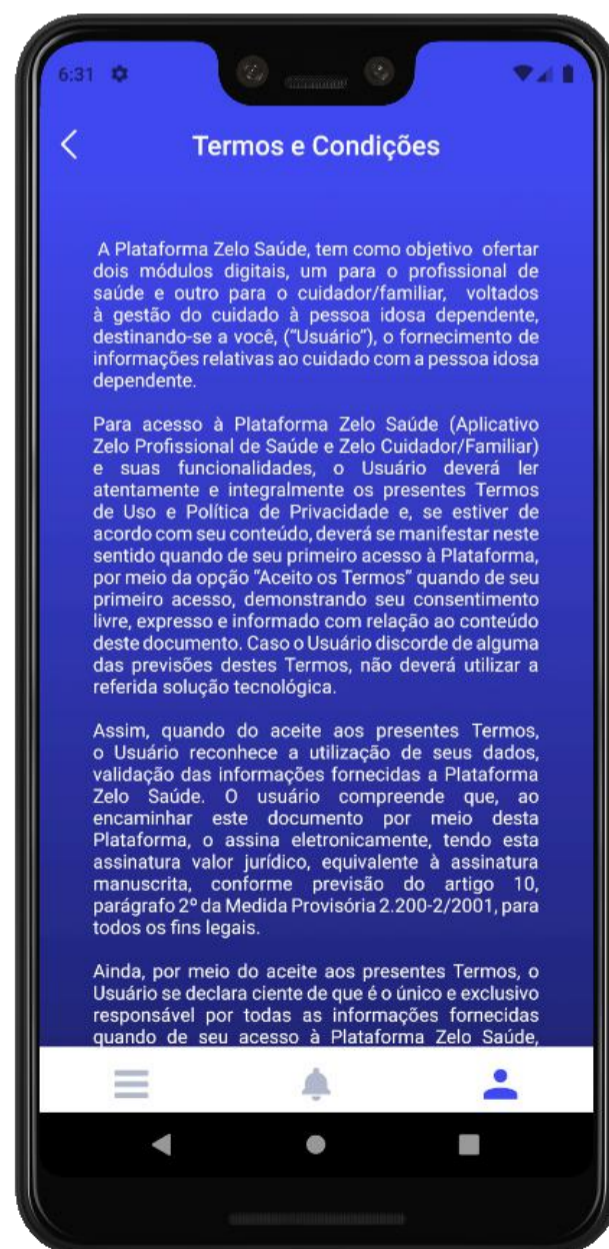 6:31
Termos e Condições
A Plataforma Zelo Saúde, tem como objetivo ofertar
dois módulos digitais, um para o profissional de
saúde e outro para o cuidador/familiar, voltados
à gestão do cuidado à pessoa idosa dependente,
destinando-se a você, (“Usuário”), o fornecimento de
informações relativas ao cuidado com a pessoa idosa
dependente.
Para acesso à Plataforma Zelo Saúde (Aplicativo
Zelo Profissional de Saúde e Zelo Cuidador/Familiar)
e suas funcionalidades, o Usuário deverá ler
atentamente e integralmente os presentes Termos
de Uso e Política de Privacidade e, se estiver de
acordo com seu conteúdo, deverá se manifestar neste
sentido quando de seu primeiro acesso à Plataforma,
por meio da opção “Aceito os Termos” quando de seu
primeiro acesso, demonstrando seu consentimento
livre, expresso e informado com relação ao conteúdo
deste documento. Caso o Usuário discorde de alguma
das previsões destes Termos, não deverá utilizar a
referida solução tecnológica.
Assim, quando do aceite aos presentes Termos,
o Usuário reconhece a utilização de seus dados,
validação das informações fornecidas a Plataforma
Zelo Saúde. O usuário compreende que, ao
encaminhar este documento por meio desta
Plataforma, o assina eletronicamente, tendo esta
assinatura valor jurídico, equivalente à assinatura
manuscrita, conforme previsão do artigo 10,
parágrafo 2º da Medida Provisória 2.200-2/2001, para
todos os fins legais.
Ainda, por meio do aceite aos presentes Termos, o
Usuário se declara ciente de que é o único e exclusivo
responsável por todas as informações fornecidas
quando de seu acesso à Plataforma Zelo Saúde,